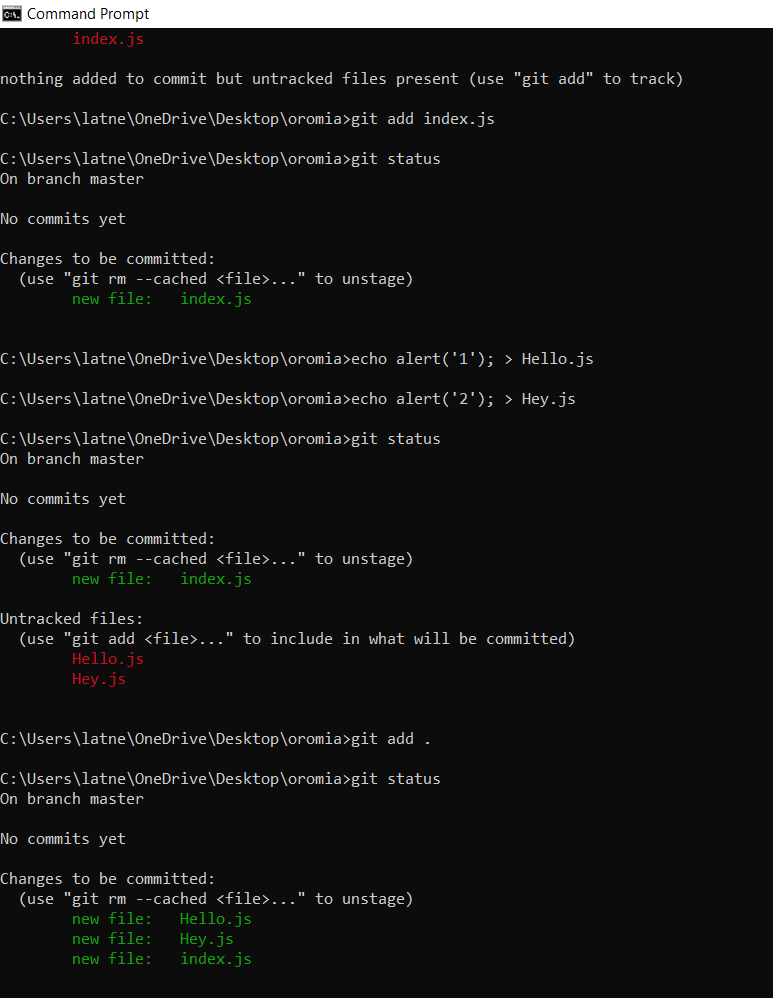 Command Prompt
index.js
nothing added to commit but untracked files present (use "git add" to track)
C:\Users\latne\OneDrive\Desktop\oromia>git add index.js
C:\Users\latne\OneDrive\Desktop\oromia>git status
On branch master
No commits yet
Changes to be committed:
(use "git rm --cached <file>..." to unstage)
new file:   index.js
C:\Users\latne\OneDrive\Desktop\oromia>echo alert('1'); > Hello.js
C:\Users\latne\OneDrive\Desktop\oromia>echo alert('2'); > Hey.js
C:\Users\latne\OneDrive\Desktop\oromia>git status
On branch master
No commits yet
Changes to be committed:
(use "git rm --cached <file>..." to unstage)
new file:   index.js
Untracked files:
(use "git add <file>..." to include in what will be committed)
Hello.js
Hey.js
C:\Users\latne\OneDrive\Desktop\oromia>git add .
C:\Users\latne\OneDrive\Desktop\oromia>git status
On branch master
No commits yet
Changes to be committed:
(use "git rm --cached <file>..." to unstage)
new file:   Hello.js
new file:   Hey.js
new file:   index.js